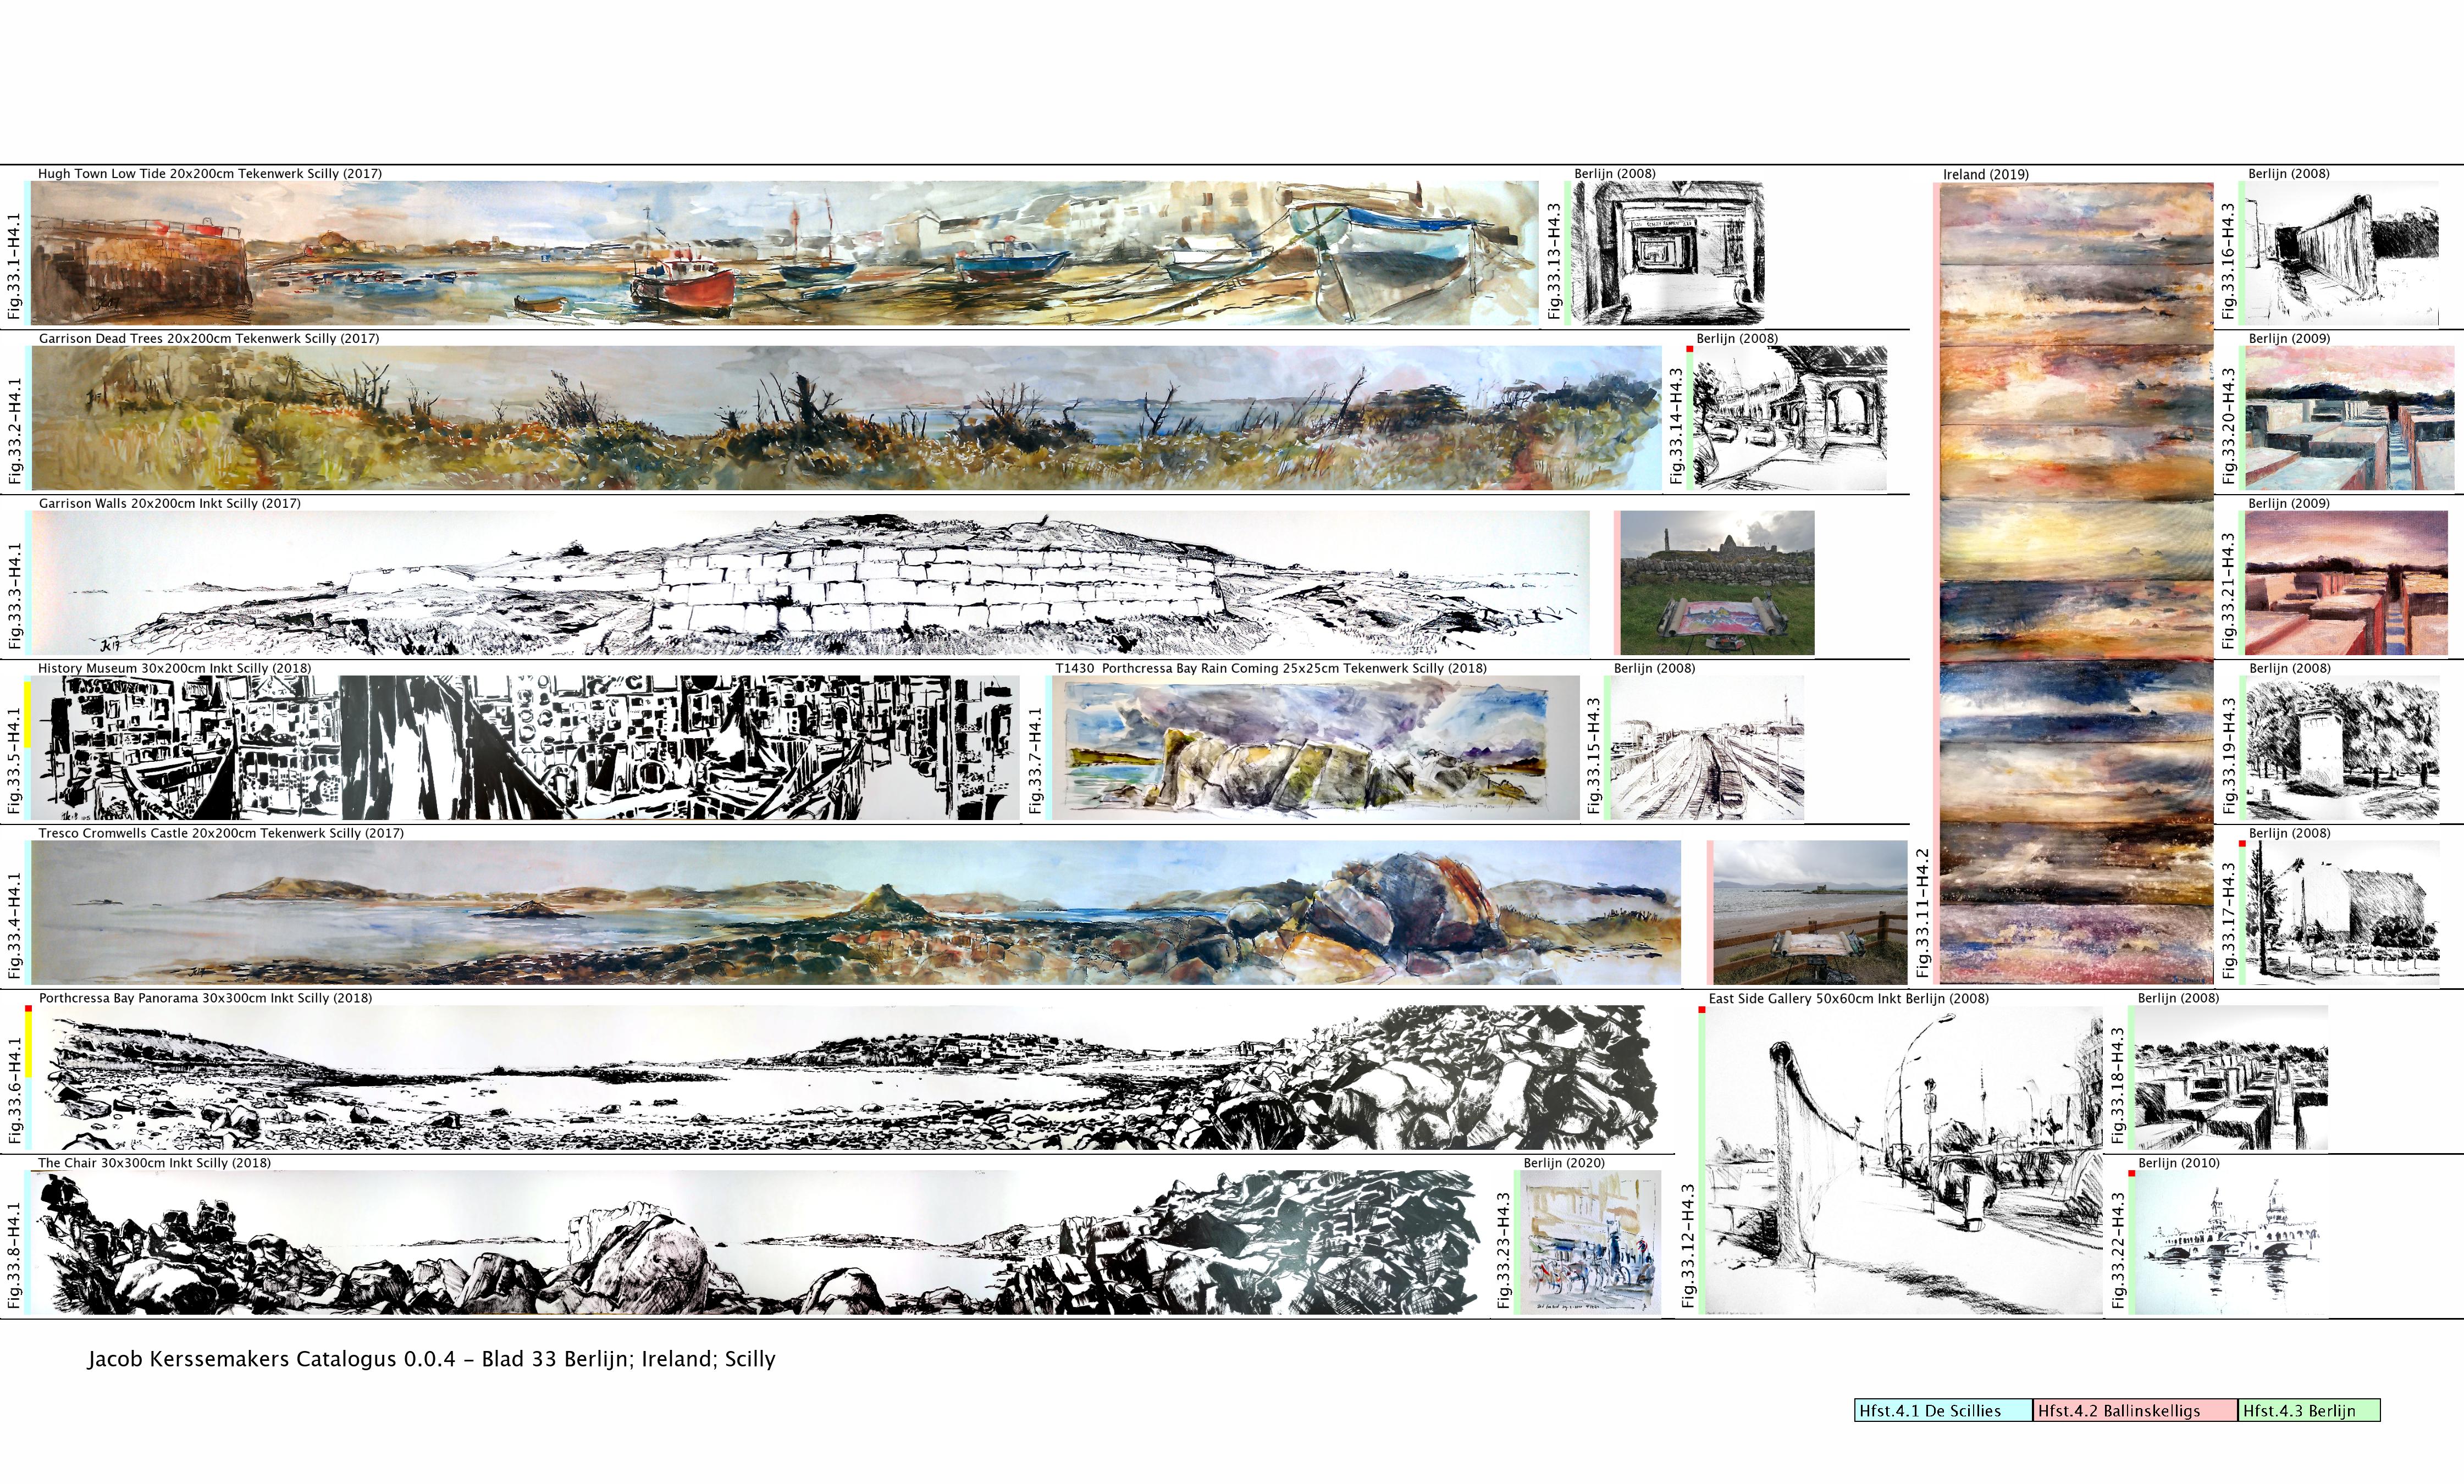 Hugh Town Low Tide 20x200cm Tekenwerk Scilly (2017)
Fig.33.1-H4.1
Berlijn (2008)
Fig.33.13-H4.3
Ireland (2019)
Fig.33.11-H4.2
Berlijn (2008)
Fig.33.16-H4.3
Garrison Dead Trees 20x200cm Tekenwerk Scilly (2017)
Fig.33.2-H4.1
Berlijn (2008)
Fig.33.14-H4.3
Berlijn (2009)
Fig.33.20-H4.3
Garrison Walls 20x200cm Inkt Scilly (2017)
Fig.33.3-H4.1
JK17
Berlijn (2009)
Fig.33.21-H4.3
History Museum 30x200cm Inkt Scilly (2018)
Fig.33.5-H4.1
T1430 Porthcressa Bay Rain Coming 25x25cm Tekenwerk Scilly (2018)
Fig.33.7-H4.1
Berlijn (2008)
Fig.33.15-H4.3
Berlijn (2008)
Fig.33.19-H4.3
Tresco Cromwells Castle 20x200cm Tekenwerk Scilly (2017)
Fig.33.4-H4.1
Berlijn (2008)
Fig.33.17-H4.3
Porthcressa Bay Panorama 30x300cm Inkt Scilly (2018)
Fig.33.6-H4.1
East Side Gallery 50x60cm Inkt Berlijn (2008)
Fig.33.12-H4.3
Berlijn (2008)
Fig.33.18-H4.3
The Chair 30x300cm Inkt Scilly (2018)
Fig.33.8-H4.1
Berlijn (2020)
Fig.33.23-H4.3
Berlijn (2010)
Fig.33.22-H4.3
Jacob Kerssemakers Catalogus 0.0.4 - Blad 33 Berlijn; Ireland; Scilly
Hfst.4.1 De Scillies
Hfst.4.2 Ballinskelligs
Hfst.4.3 Berlijn